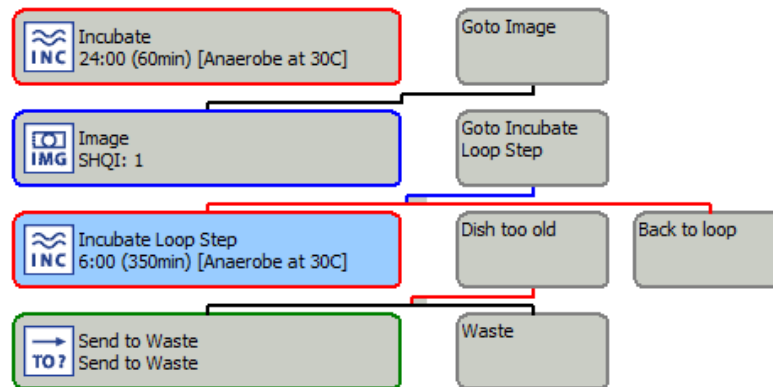 INC
Incubate
24:00 (60min) [Anaerobe at 30C]
Goto Image
IMG
Image
SHQI: 1
Goto Incubate
Loop Step
INC
Incubate Loop Step
6:00 (350min) [Anaerobe at 30C]
Dish too old
Back to loop
TO?
Send to Waste
Send to Waste
Waste